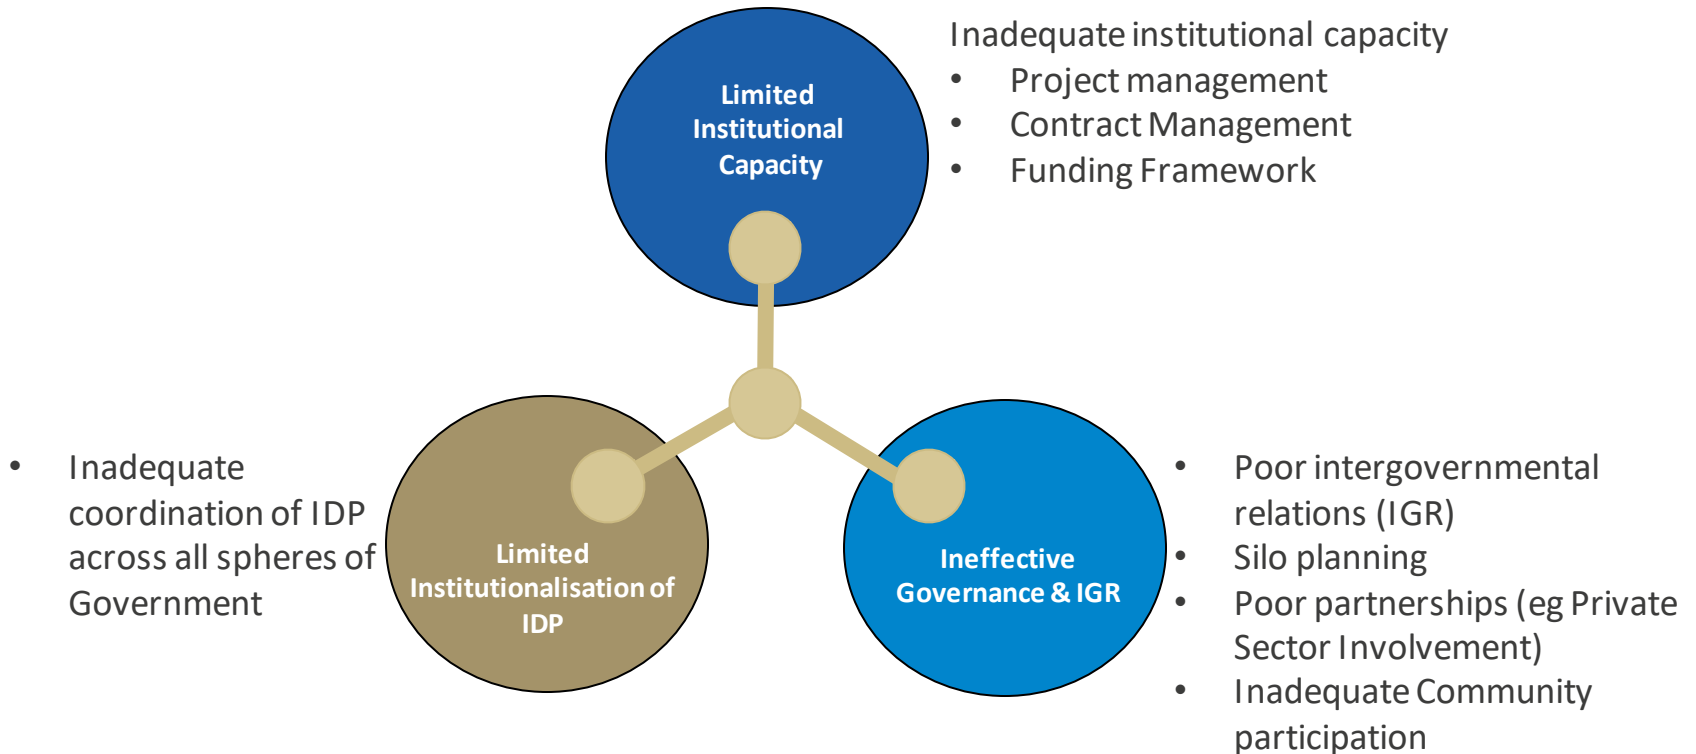 Limited
Institutional
Capacity
Inadequate institutional capacity
• Project management
• Contract Management
• Funding Framework
• Inadequate
coordination of IDP
across all spheres of
Government
Limited
Institutionalisation of
IDP
Ineffective
Governance & IGR
• Poor intergovernmental
relations (IGR)
• Silo planning
• Poor partnerships (eg Private
Sector Involvement)
• Inadequate Community
participation